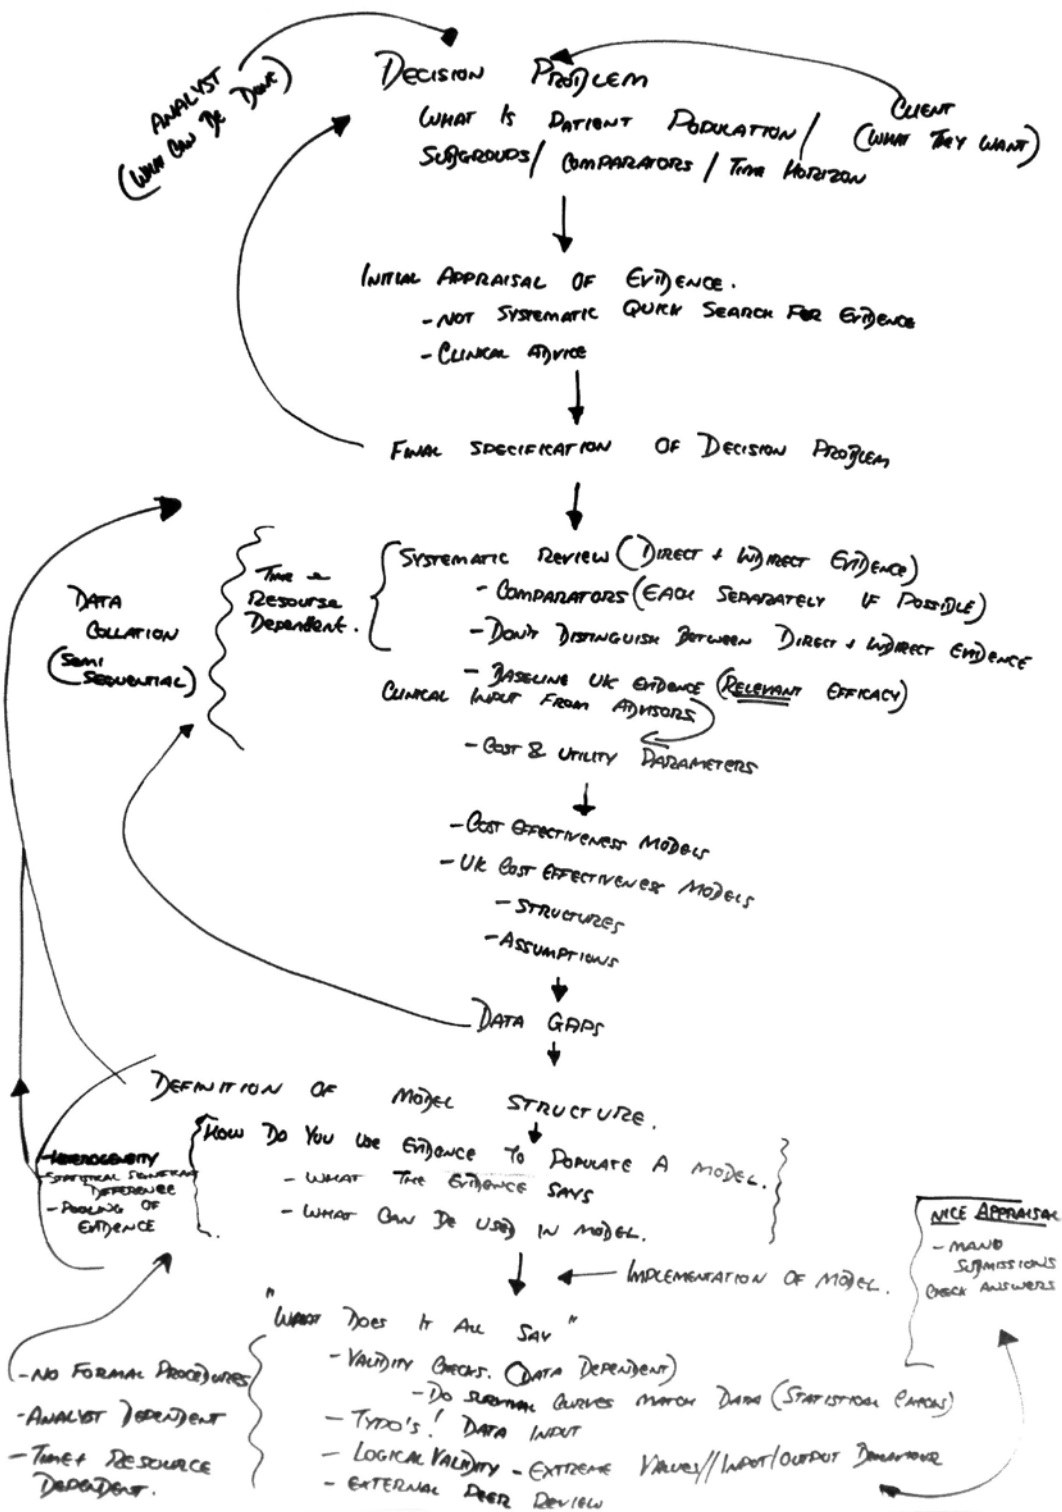 DECISION PROBLEM
ANALYST
(WHAT CAN BE DONE)
CLIENT
(WHAT THEY WANT)
WHAT IS PATIENT POPULATION /
SUBGROUPS / COMPARATORS / TIME HORIZON
INITIAL APPRAISAL OF EVIDENCE.
- NOT SYSTEMATIC QUICK SEARCH FOR EVIDENCE
- CLINICAL ADVICE
FINAL SPECIFICATION OF DECISION PROBLEM
DATA
COLLATION
(SEMI
SEQUENTIAL)
TIME &
RESOURSE
DEPENDENT.
SYSTEMATIC REVIEW (DIRECT + INDIRECT EVIDENCE)
- COMPARATORS (EACH SEPARATELY IF POSSIBLE)
- DON'T DISTINGUISH BETWEEN DIRECT + INDIRECT EVIDENCE
- BASELINE UK EVIDENCE (RELEVANT EFFICACY)
CLINICAL INPUT FROM ADVISORS
- COST & UTILITY PARAMETERS
- COST EFFECTIVENESS MODELS
- UK COST EFFECTIVENESS MODELS
- STRUCTURES
- ASSUMPTIONS
DATA GAPS
DEFINITION OF MODEL STRUCTURE.
HOW DO YOU USE EVIDENCE TO POPULATE A MODEL.
- WHAT THE EVIDENCE SAYS
- WHAT CAN BE USED IN MODEL.
- HETEROGENEITY
- STATISTICAL
DIFFERENCE
- POOLING OF
EVIDENCE
NICE APPRAISAL
- MANU
SUBMISSIONS
CHECK ANSWERS
IMPLEMENTATION OF MODEL.
"WHAT DOES IT ALL SAY"
- VALIDITY CHECKS. (DATA DEPENDENT)
- DO SURVIVAL CURVES MATCH DATA (STATISTICAL ERRORS)
- TYPO'S! DATA INPUT
- LOGICAL VALIDITY - EXTREME VALUES // INPUT/OUTPUT BEHAVIOUR
- EXTERNAL PEER REVIEW
- NO FORMAL PROCEDURES
- ANALYST DEPENDENT
- TIME + RESOURCE
DEPENDENT.